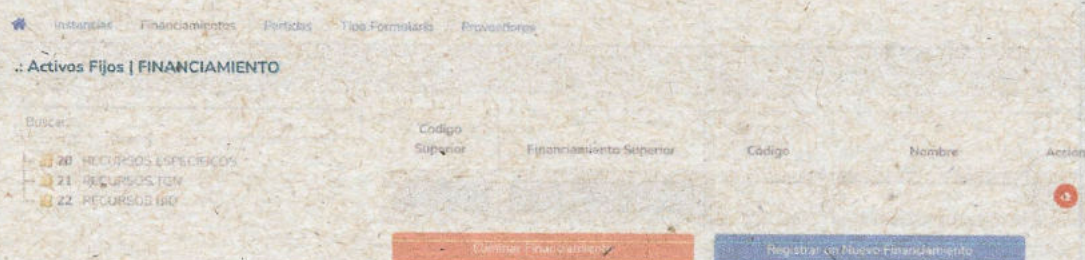 Instancias Financiamientos Partidas Tipo Formulario Proveedores
.: Activos Fijos | FINANCIAMIENTO
Buscar..
20 RECURSOS ESPECIFICOS
21 RECURSOS TGN
22 RECURSOS BID
Codigo Superior Financiamiento Superior Código Nombre Accion
Eliminar Financiamiento Registrar un Nuevo Financiamiento